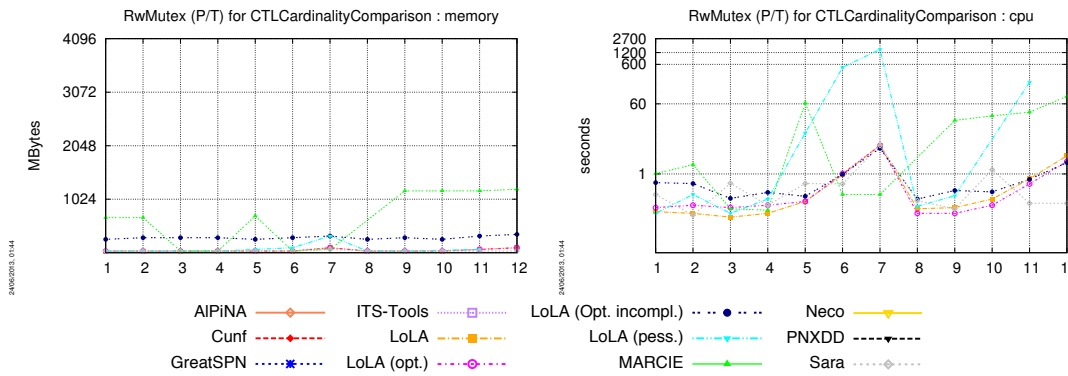 RwMutex (P/T) for CTLCardinalityComparison : memory
4096
3072
2048
1024
MBytes
1 2 3 4 5 6 7 8 9 10 11 12
24/06/2013, 01:44
RwMutex (P/T) for CTLCardinalityComparison : cpu
2700
1200
600
60
1
seconds
1 2 3 4 5 6 7 8 9 10 11 1
24/06/2013, 01:44
AlPiNA ITS-Tools LoLA (Opt. incompl.) Neco
Cunf LoLA LoLA (pess.) PNXDD
GreatSPN LoLA (opt.) MARCIE Sara